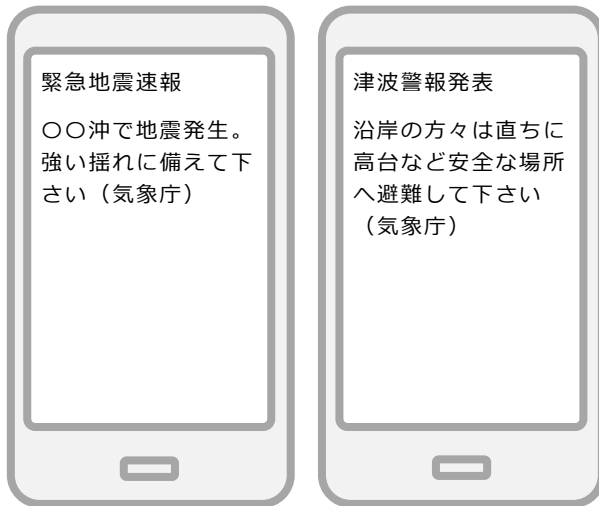 緊急地震速報
〇〇沖で地震発生。
強い揺れに備えて下
さい（気象庁）
津波警報発表
沿岸の方々は直ちに
高台など安全な場所
へ避難して下さい
（気象庁）